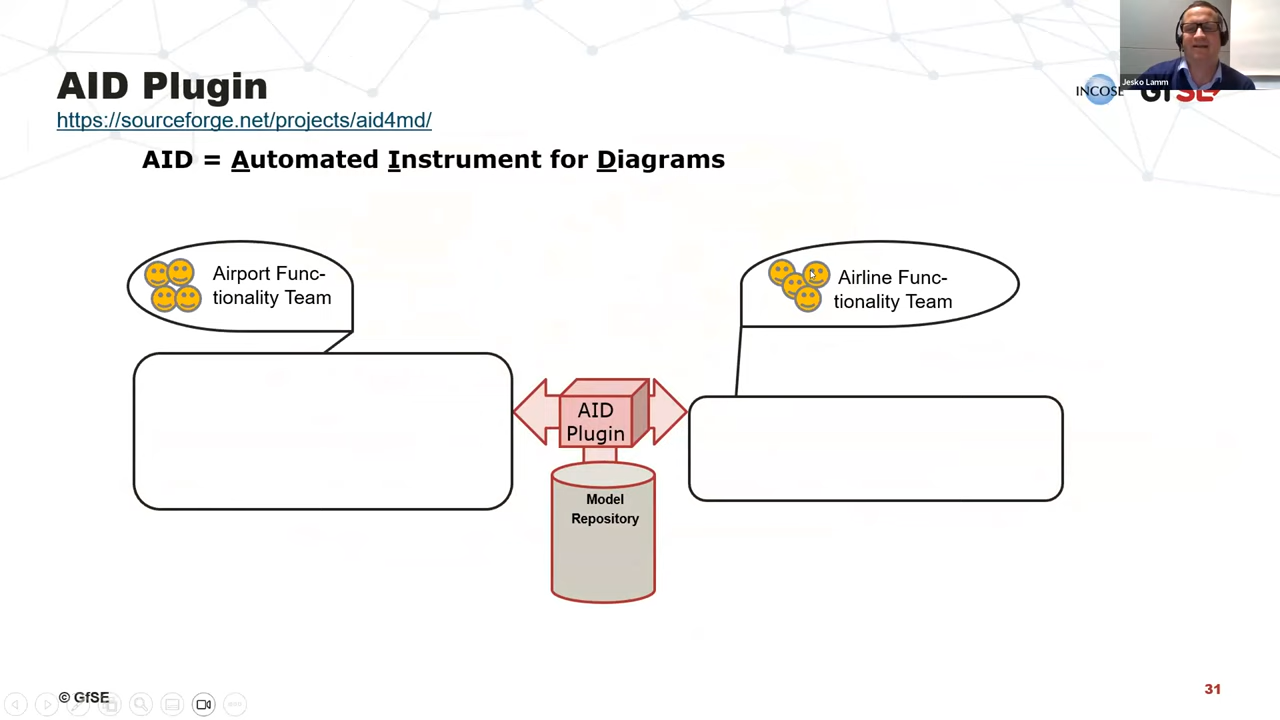 AID Plugin
https://sourceforge.net/projects/aid4md/
AID = Automated Instrument for Diagrams
Jesko Lamm
INCOSE GfSE
Airport Func-
tionality Team
Airline Func-
tionality Team
AID
Plugin
Model
Repository
© GfSE
31